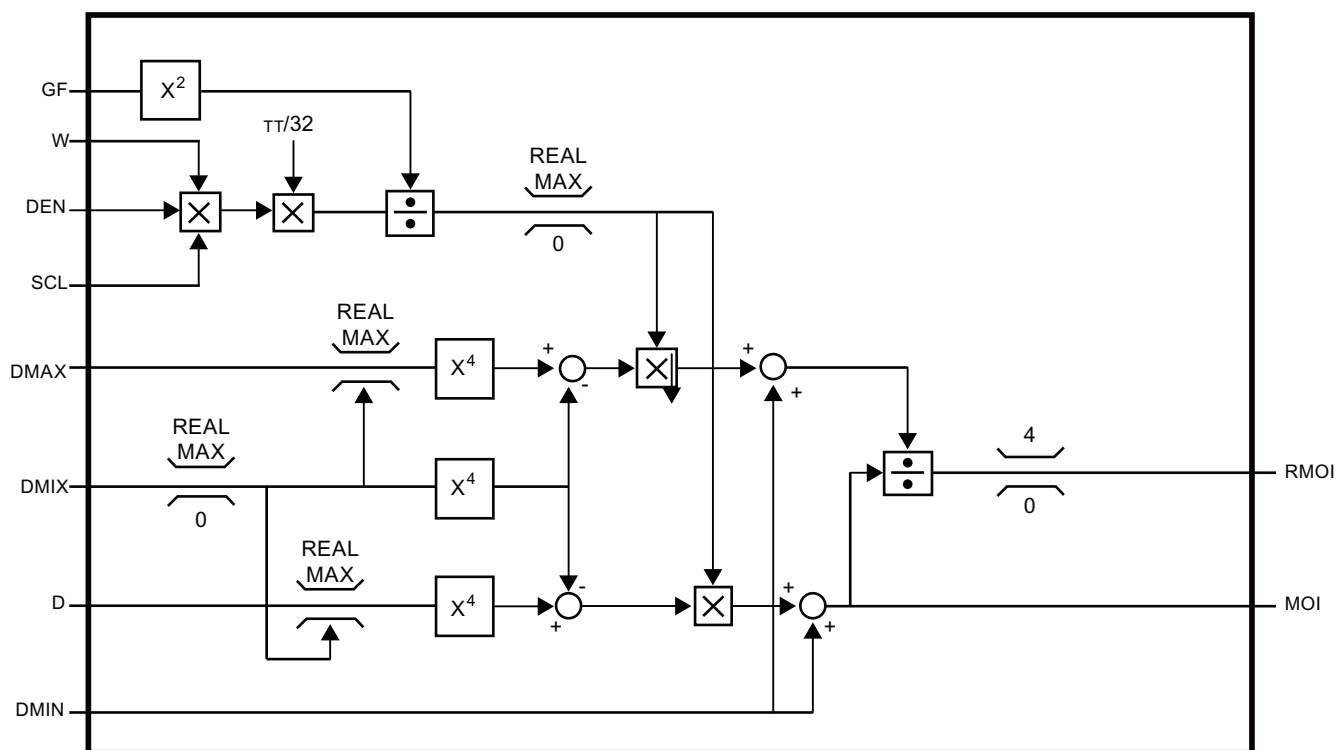 GF
X2
W
TT/32
REAL
MAX
DEN
0
SCL
REAL
MAX
+
+
DMAX
X4
-
+
REAL
MAX
4
DMIX
X4
RMOI
0
0
REAL
MAX
-
+
D
X4
MOI
+
+
DMIN